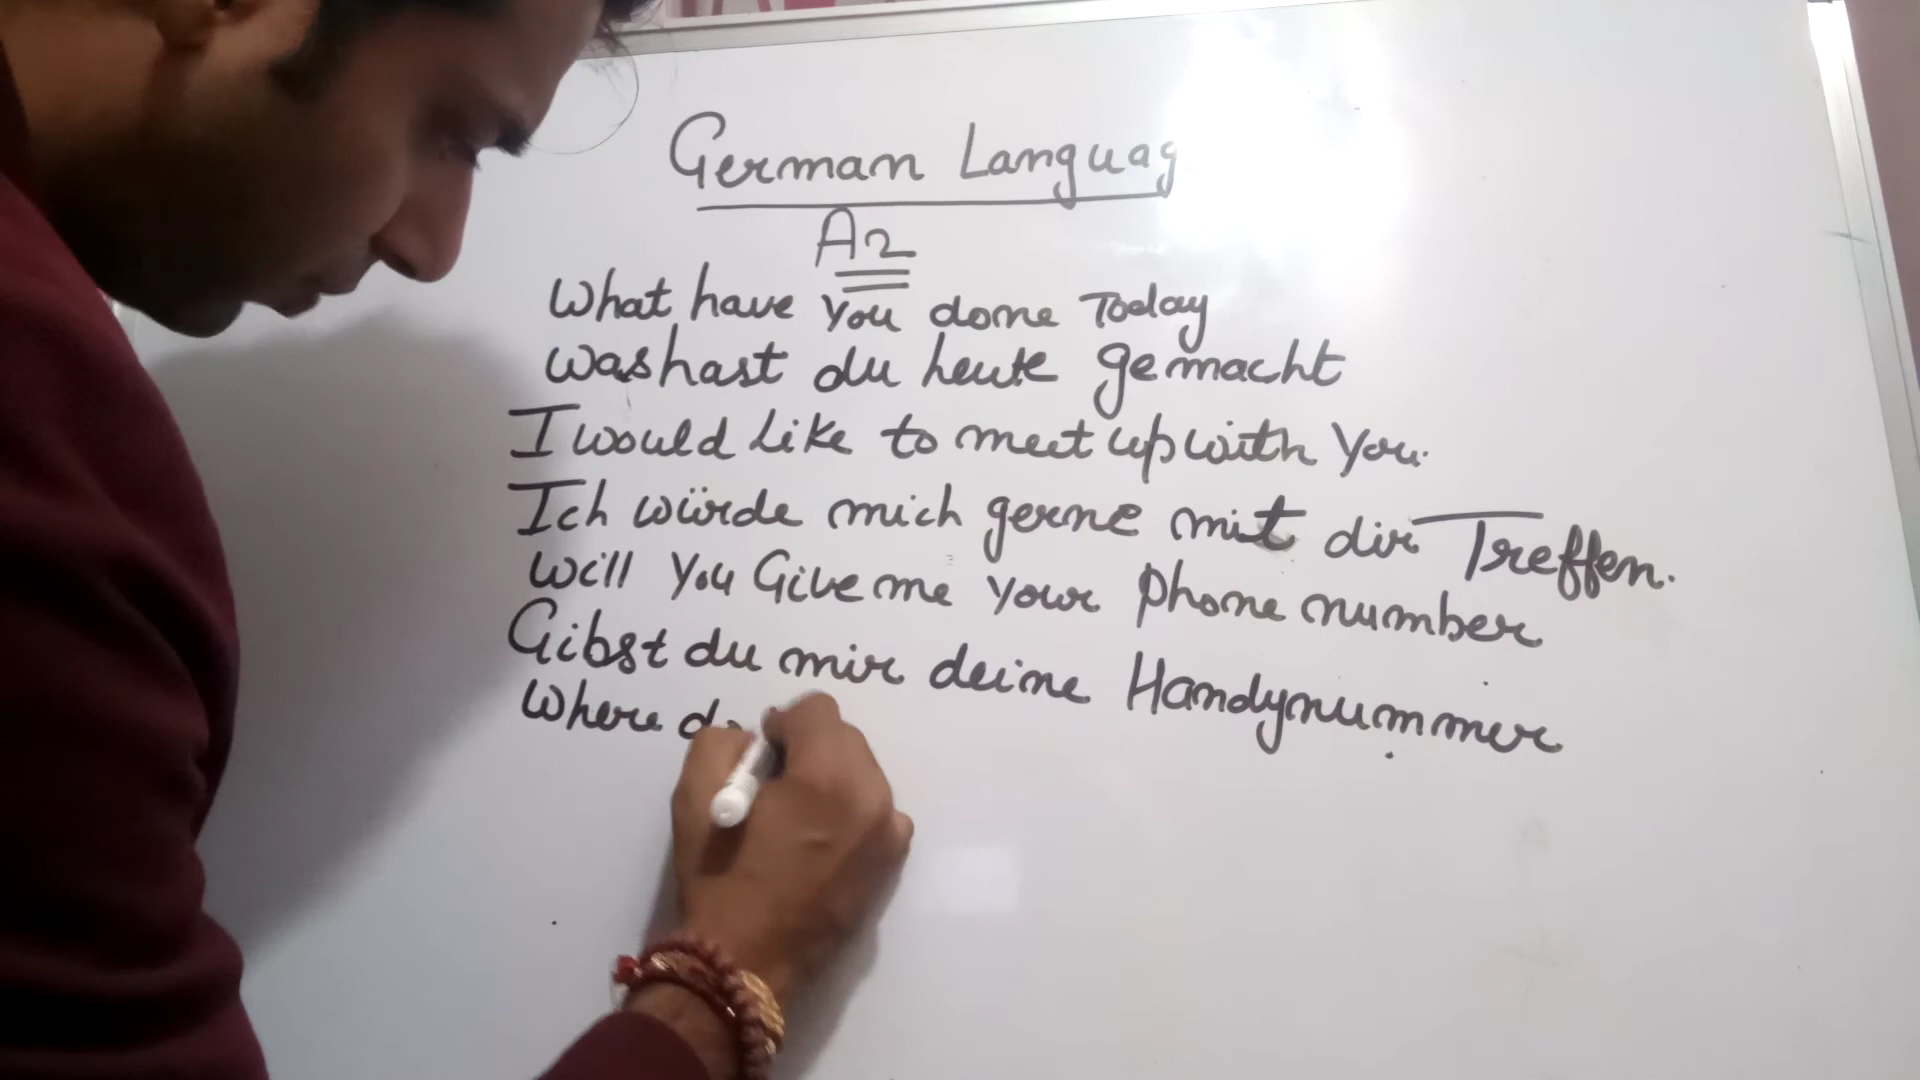 German Languag
A2
What have you done Today
Was hast du heute gemacht
I would Like to meet up with You.
Ich würde mich gerne mit dir Treffen.
Will You Give me Your Phone number
Gibst du mir deine Handynummer
Where do